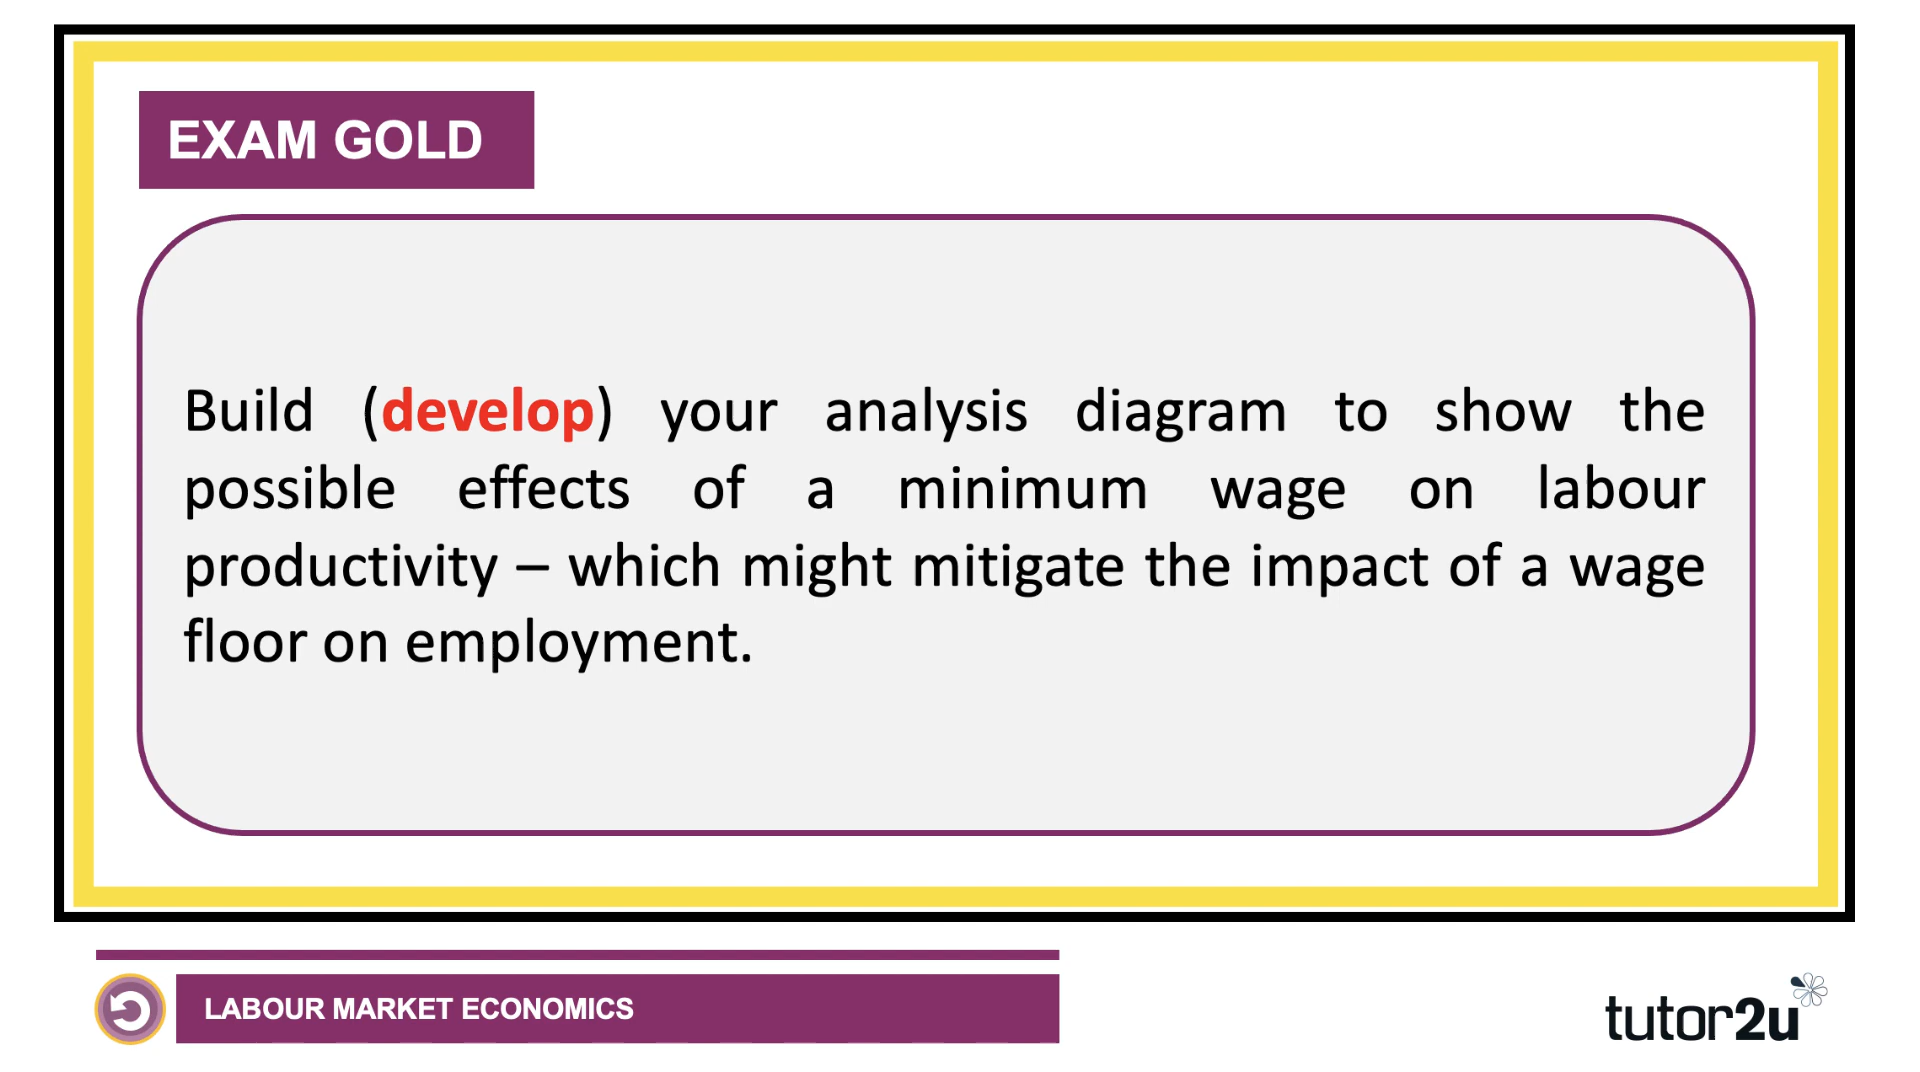 EXAM GOLD
Build (develop) your analysis diagram to show the
possible effects of a minimum wage on labour
productivity – which might mitigate the impact of a wage
floor on employment.
LABOUR MARKET ECONOMICS
tutor2u